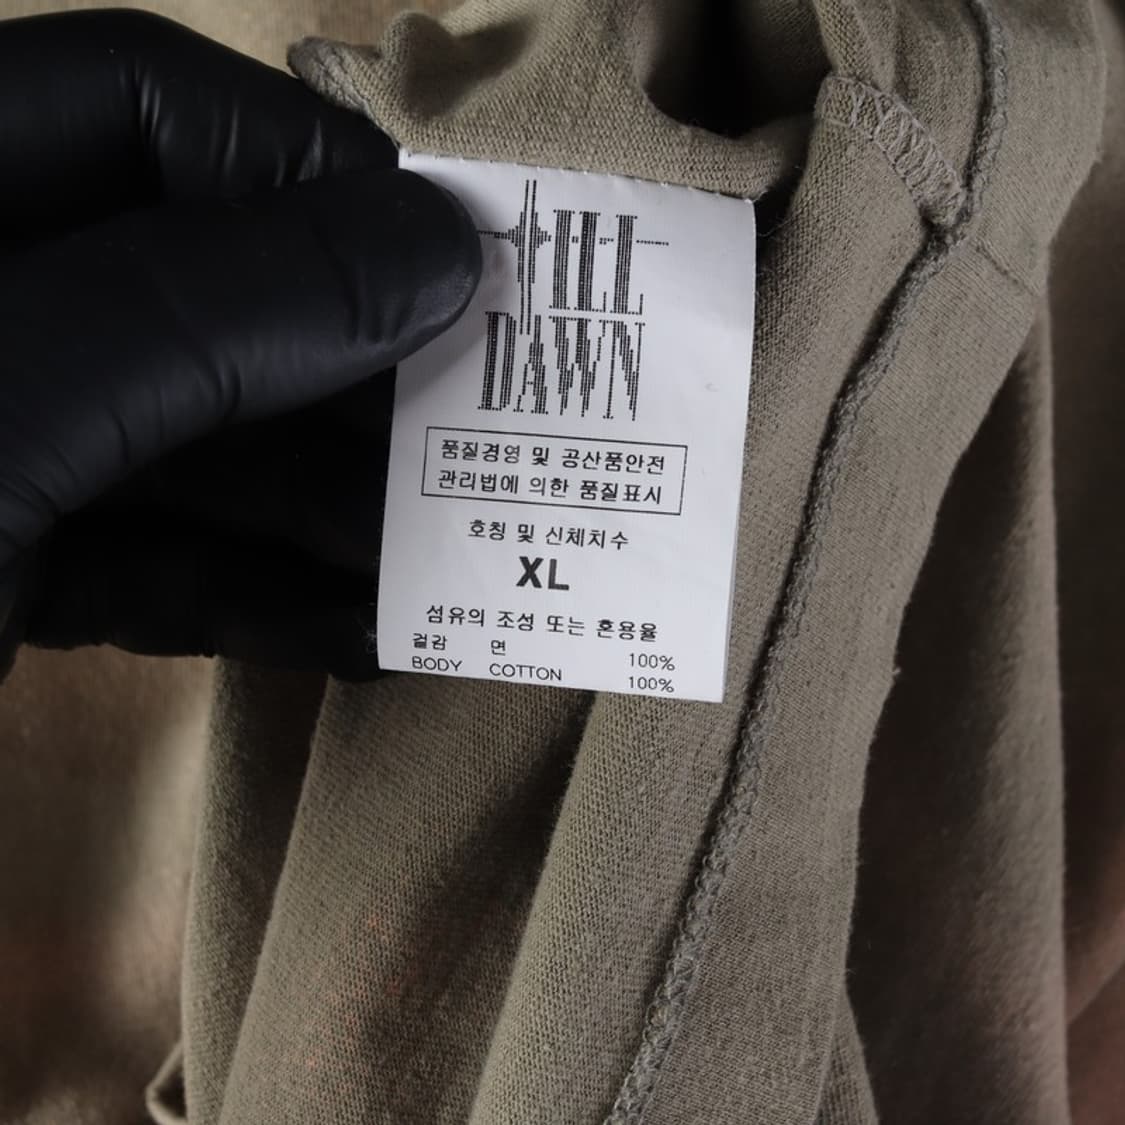 TILL
DAWN
품질경영 및 공산품안전
관리법에 의한 품질표시
호칭 및 신체치수
XL
섬유의 조성 또는 혼용율
겉감 면 100%
BODY COTTON 100%